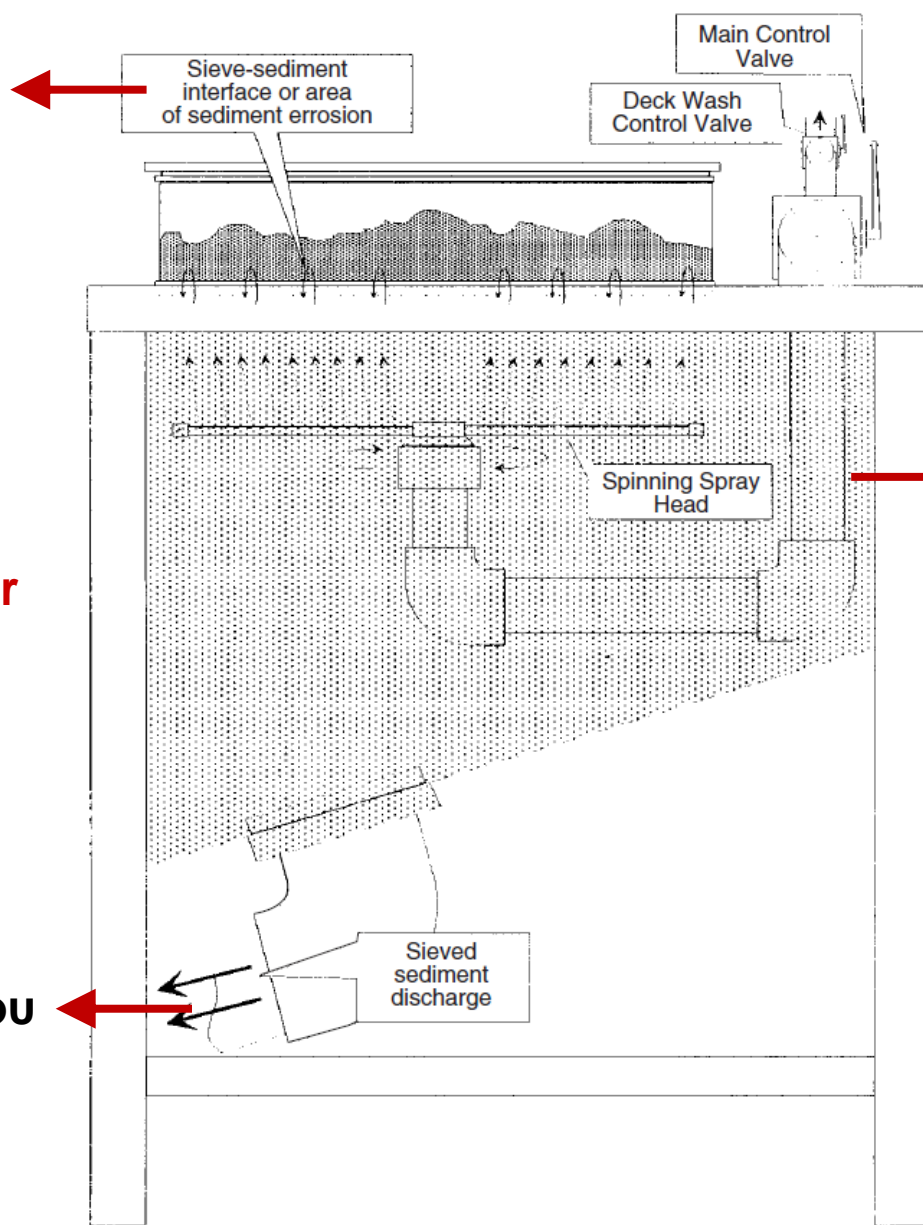 Main Control
Valve
Sieve-sediment
interface or area
of sediment errosion
Deck Wash
Control Valve
Spinning Spray
Head
r
Sieved
sediment
discharge
ou